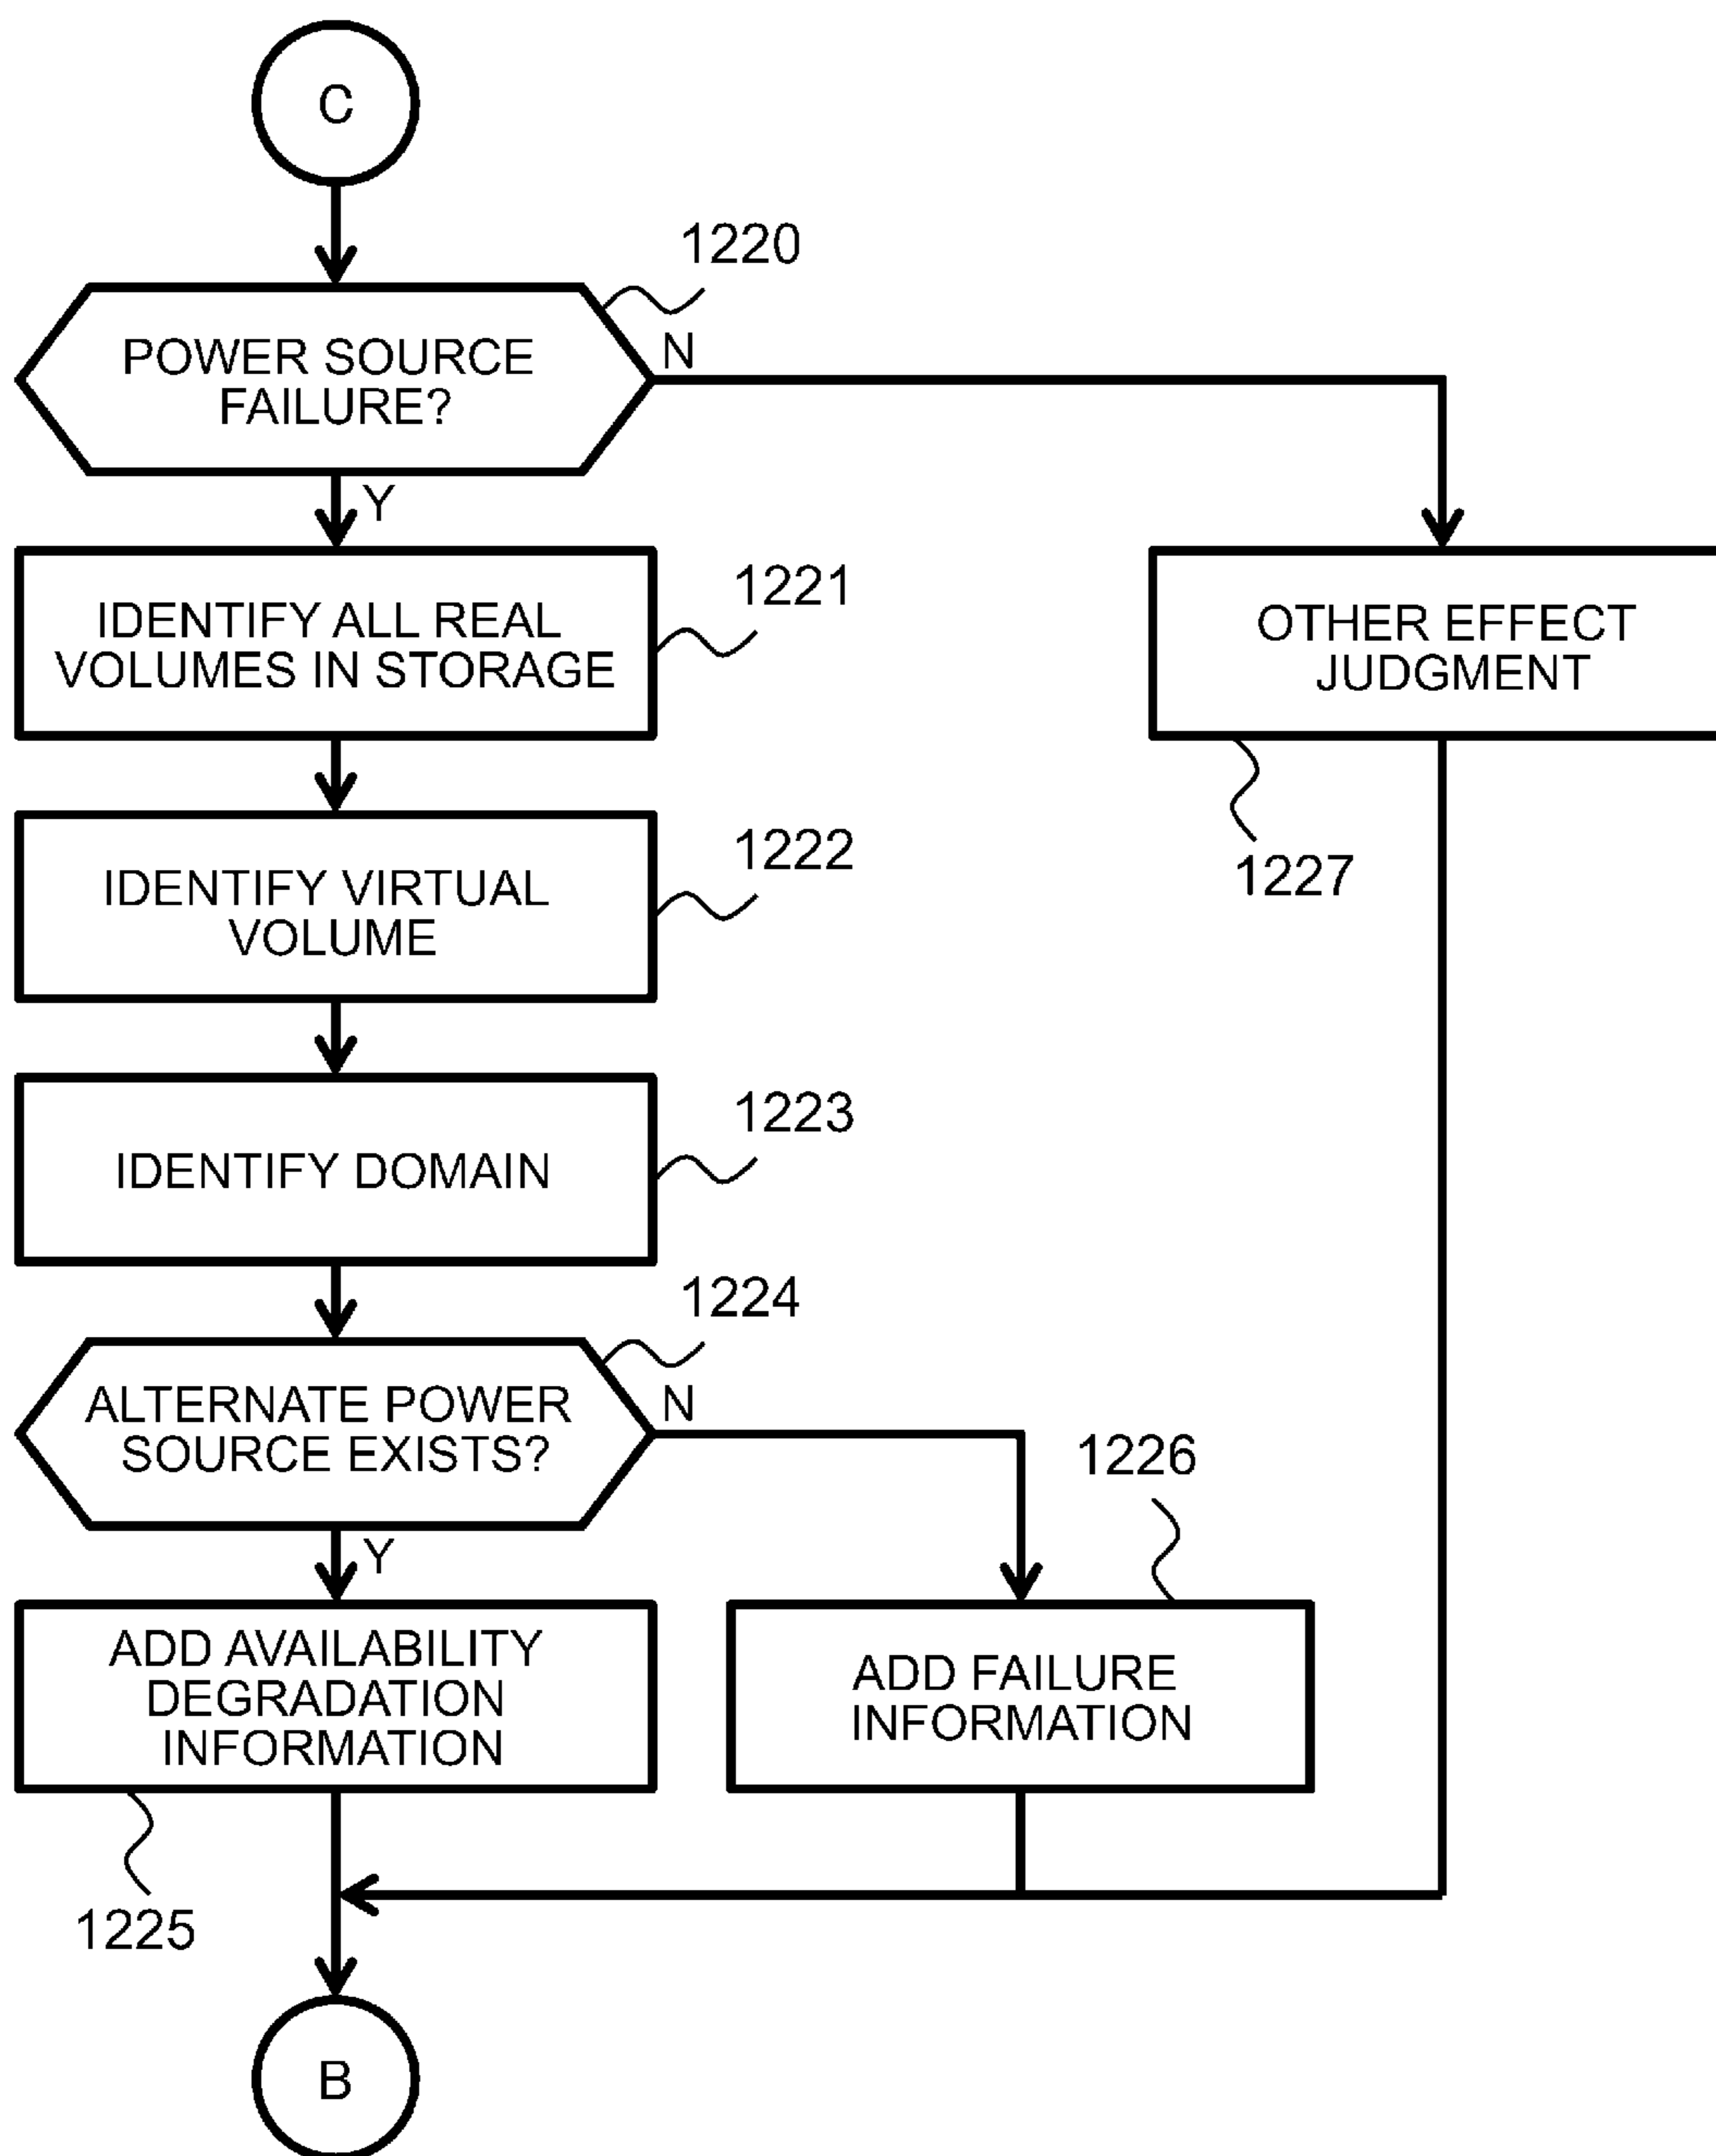 C
1220
POWER SOURCE
FAILURE?
N
Y
1221
IDENTIFY ALL REAL
VOLUMES IN STORAGE
OTHER EFFECT
JUDGMENT
1227
1222
IDENTIFY VIRTUAL
VOLUME
1223
IDENTIFY DOMAIN
1224
ALTERNATE POWER
SOURCE EXISTS?
N
Y
1226
ADD AVAILABILITY
DEGRADATION
INFORMATION
ADD FAILURE
INFORMATION
1225
B